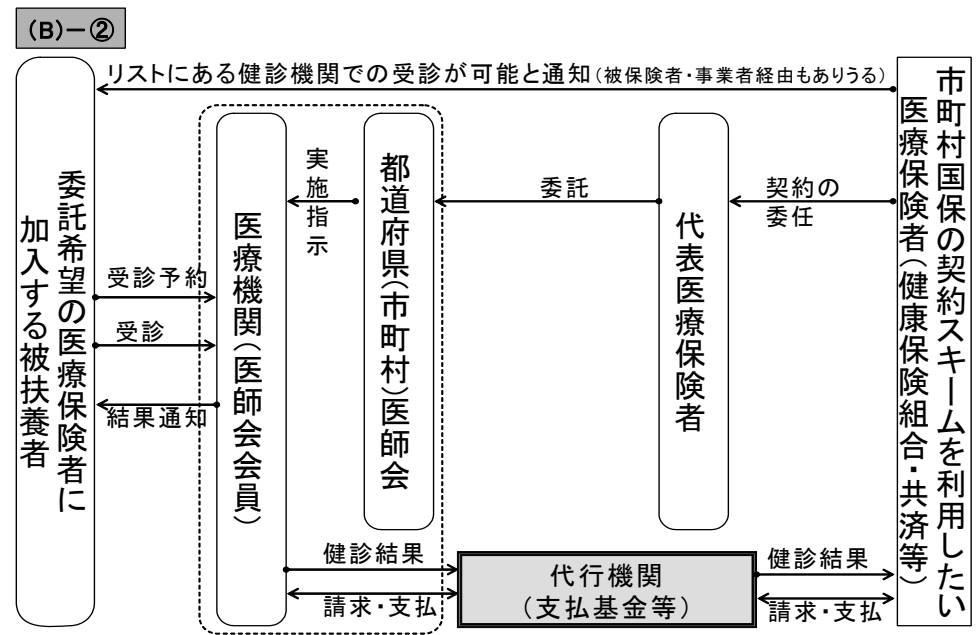 (B)－②
リストにある健診機関での受診が可能と通知（被保険者・事業者経由もありうる）
市町村国保の契約スキームを利用したい
医療保険者（健康保険組合・共済等）
契約の
委任
代表医療保険者
委託
都道府県（市町村）医師会
実施指示
医療機関（医師会会員）
委託希望の医療保険者に
加入する被扶養者
受診予約
受診
結果通知
健診結果
請求・支払
代行機関
（支払基金等）
健診結果
請求・支払